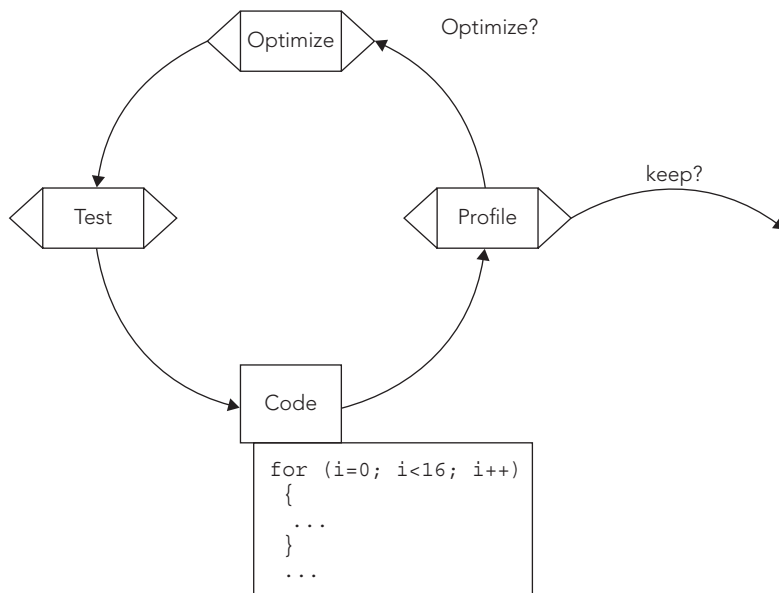 Optimize
Optimize?
keep?
Test
Profile
Code
for (i=0; i<16; i++)
{
...
}
...